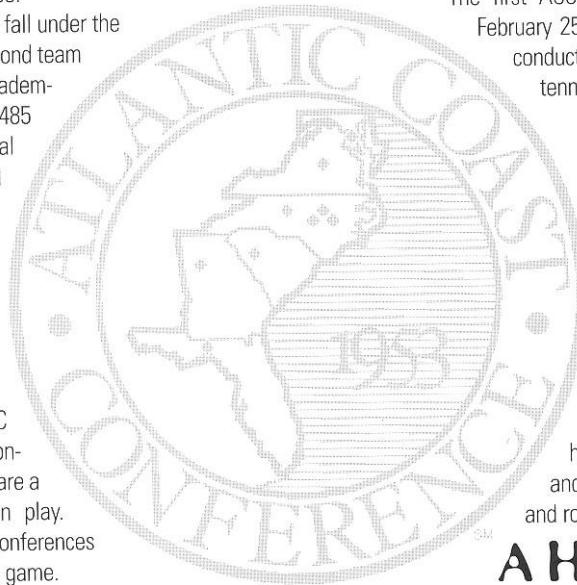 fall under the
ond team
adem-
485
al
C
on-
are a
n play.
onferences
game.
ATLANTIC COAST
CONFERENCE
1953
SM
The first
February 25
conduct
tenn
h
and
and ro
A H